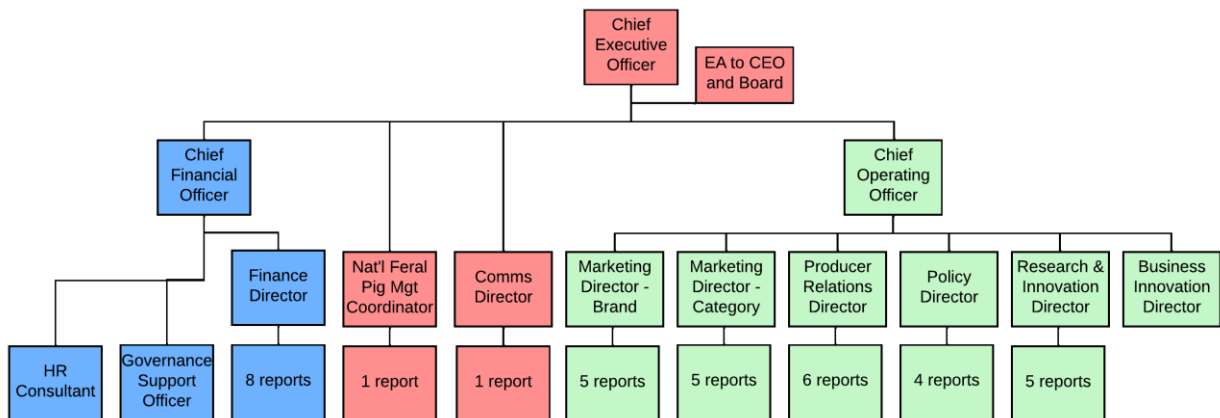 Chief
Executive
Officer
EA to CEO
and Board
Chief
Financial
Officer
Chief
Operating
Officer
Finance
Director
Nat'l Feral
Pig Mgt
Coordinator
Comms
Director
Marketing
Director -
Brand
Marketing
Director -
Category
Producer
Relations
Director
Policy
Director
Research &
Innovation
Director
Business
Innovation
Director
HR
Consultant
Governance
Support
Officer
8 reports
1 report
1 report
5 reports
5 reports
6 reports
4 reports
5 reports